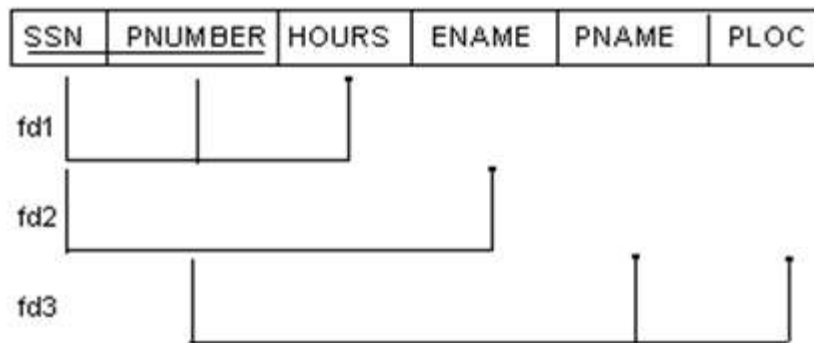 SSN PNUMBER HOURS ENAME PNAME PLOC
fd1
fd2
fd3